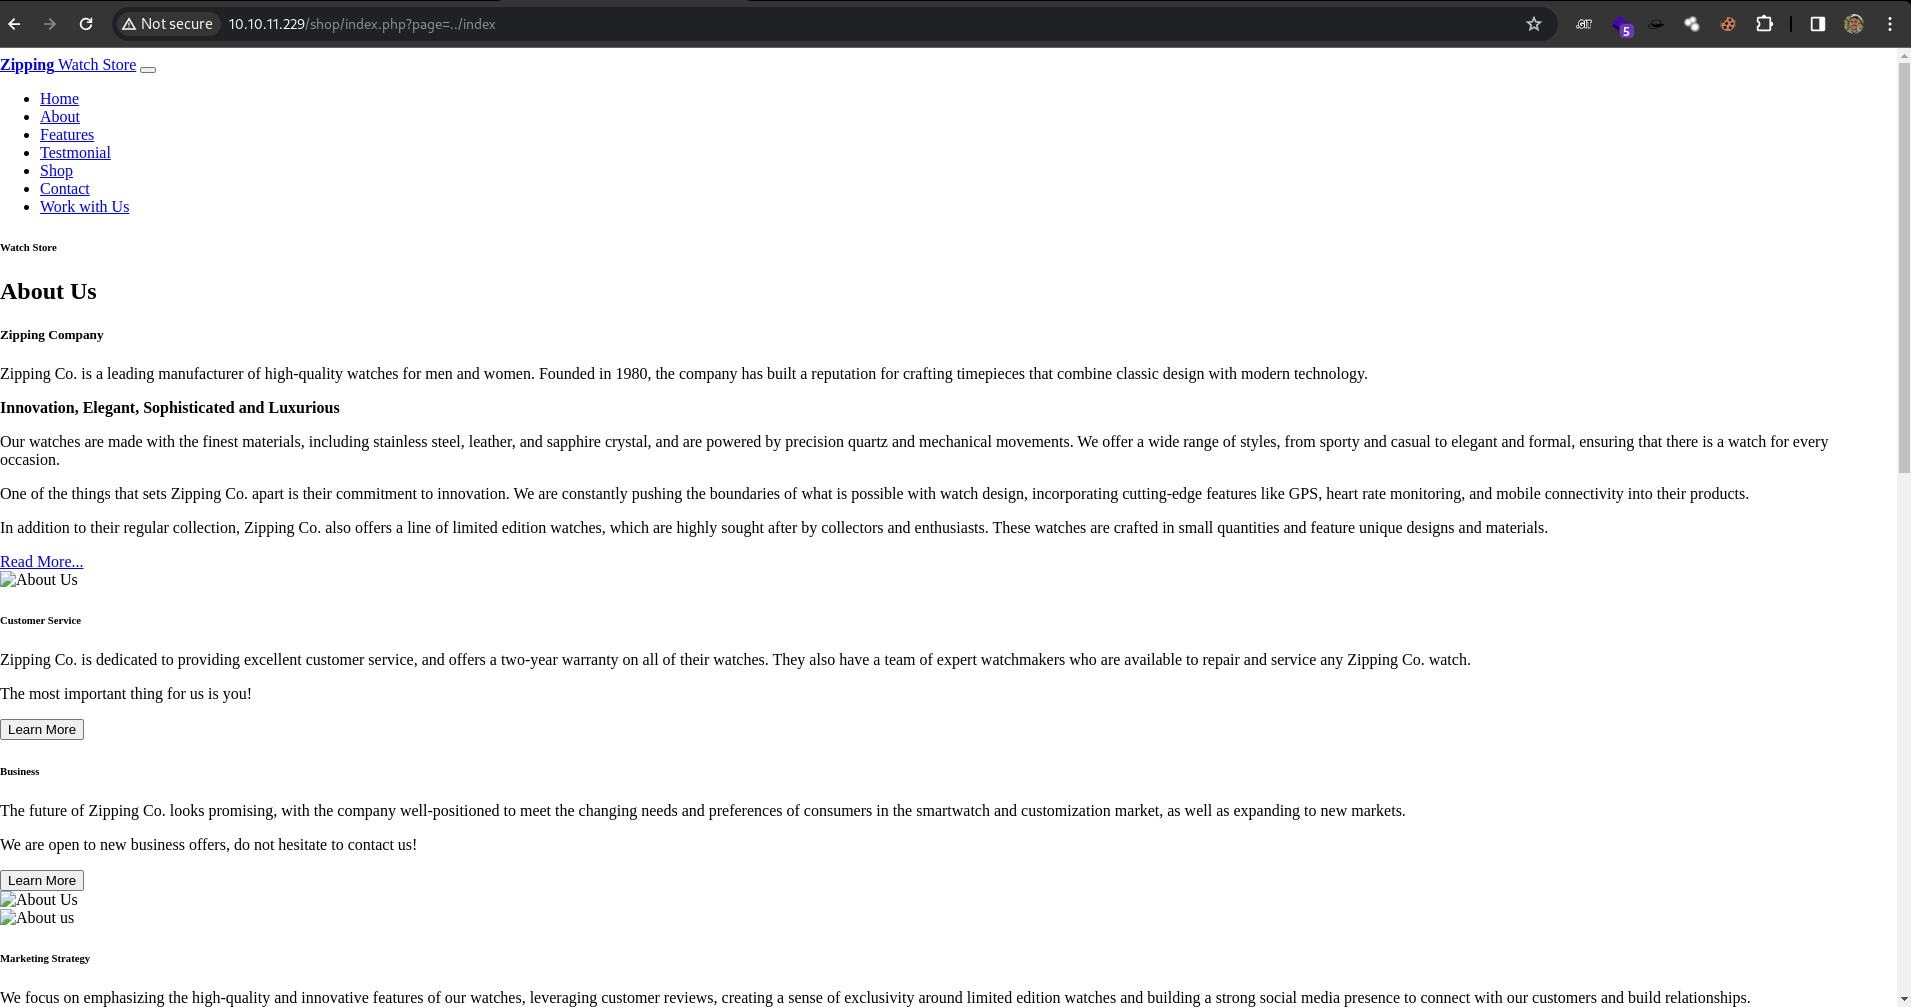 Not secure 10.10.11.229/shop/index.php?page=../index
5
Zipping Watch Store
Home
About
Features
Testmonial
Shop
Contact
Work with Us
Watch Store
About Us
Zipping Company
Zipping Co. is a leading manufacturer of high-quality watches for men and women. Founded in 1980, the company has built a reputation for crafting timepieces that combine classic design with modern technology.
Innovation, Elegant, Sophisticated and Luxurious
Our watches are made with the finest materials, including stainless steel, leather, and sapphire crystal, and are powered by precision quartz and mechanical movements. We offer a wide range of styles, from sporty and casual to elegant and formal, ensuring that there is a watch for every
occasion.
One of the things that sets Zipping Co. apart is their commitment to innovation. We are constantly pushing the boundaries of what is possible with watch design, incorporating cutting-edge features like GPS, heart rate monitoring, and mobile connectivity into their products.
In addition to their regular collection, Zipping Co. also offers a line of limited edition watches, which are highly sought after by collectors and enthusiasts. These watches are crafted in small quantities and feature unique designs and materials.
Read More...
About Us
Customer Service
Zipping Co. is dedicated to providing excellent customer service, and offers a two-year warranty on all of their watches. They also have a team of expert watchmakers who are available to repair and service any Zipping Co. watch.
The most important thing for us is you!
Learn More
Business
The future of Zipping Co. looks promising, with the company well-positioned to meet the changing needs and preferences of consumers in the smartwatch and customization market, as well as expanding to new markets.
We are open to new business offers, do not hesitate to contact us!
Learn More
About Us
About us
Marketing Strategy
We focus on emphasizing the high-quality and innovative features of our watches, leveraging customer reviews, creating a sense of exclusivity around limited edition watches and building a strong social media presence to connect with our customers and build relationships.